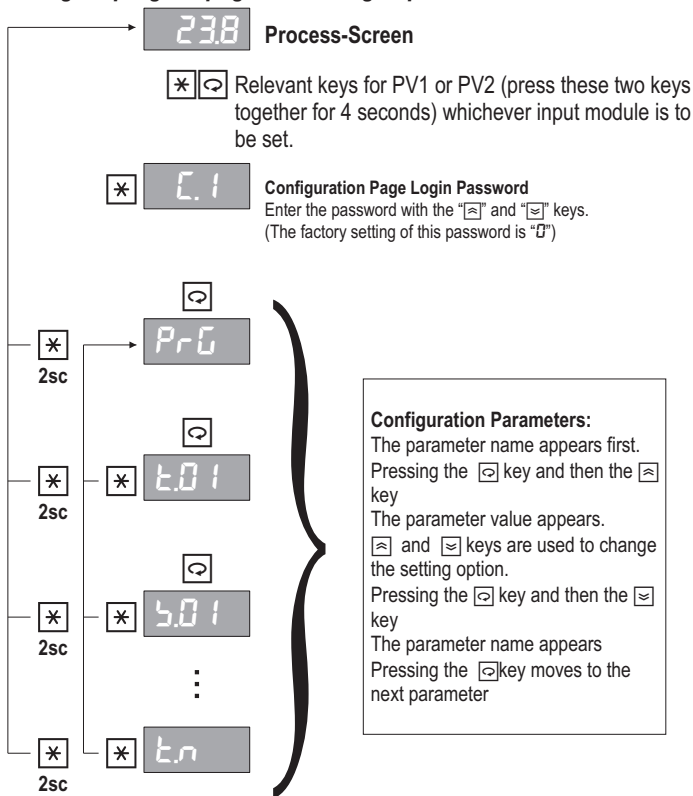 23.8
Process-Screen
* Relevant keys for PV1 or PV2 (press these two keys
together for 4 seconds) whichever input module is to
be set.
* C.1
Configuration Page Login Password
Enter the password with the “” and “” keys.
(The factory setting of this password is “0”)
* PrG
2sc
* * t.01
2sc
* * b.01
2sc
⋮
* * t.n
2sc
Configuration Parameters:
The parameter name appears first.
Pressing the key and then the
key
The parameter value appears.
and keys are used to change
the setting option.
Pressing the key and then the
key
The parameter name appears
Pressing the key moves to the
next parameter